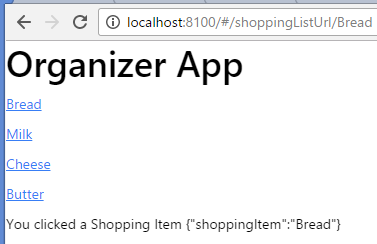 localhost:8100/#/shoppingListUrl/Bread
Organizer App
Bread
Milk
Cheese
Butter
You clicked a Shopping Item {"shoppingItem":"Bread"}